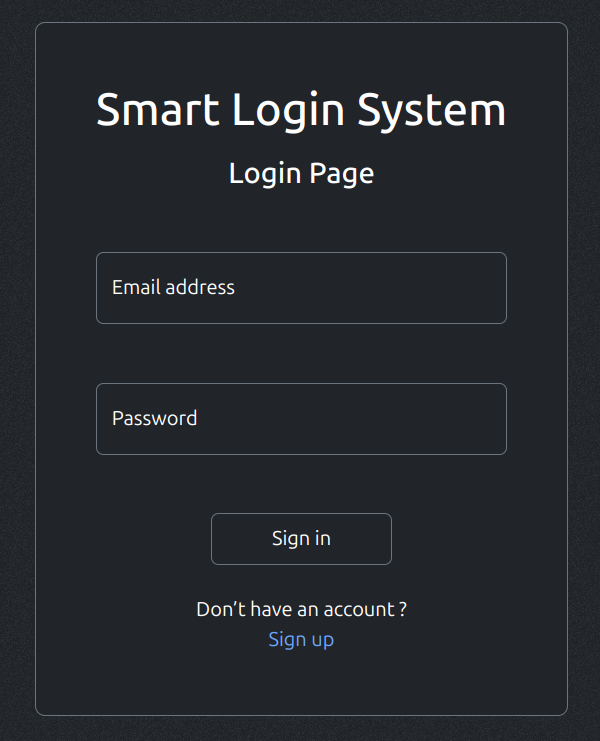 Smart Login System
Login Page
Email address
Password
Sign in
Don’t have an account ?
Sign up